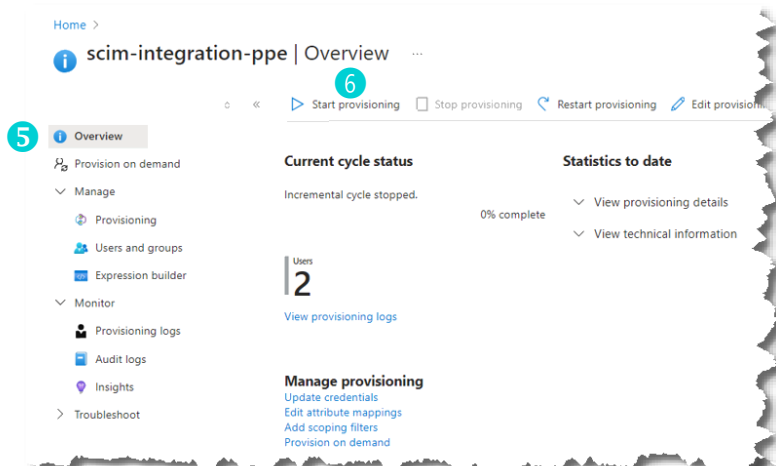 Home >
scim-integration-ppe | Overview ...
6
« Start provisioning Stop provisioning Restart provisioning Edit
5 Overview
Provision on demand
Manage
Provisioning
Users and groups
Expression builder
Monitor
Provisioning logs
Audit logs
Insights
Troubleshoot
Current cycle status
Incremental cycle stopped.
0% complete
Users
2
View provisioning logs
Manage provisioning
Update credentials
Edit attribute mappings
Add scoping filters
Provision on demand
Statistics to date
View provisioning details
View technical information